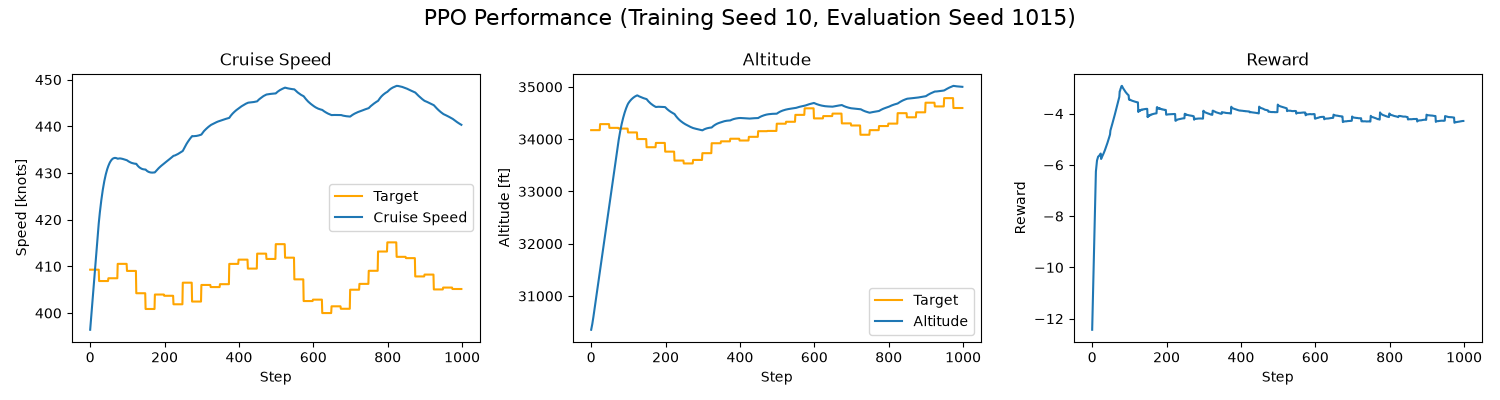 PPO Performance (Training Seed 10, Evaluation Seed 1015)
Cruise Speed
Speed [knots]
450
440
430
420
410
400
0 200 400 600 800 1000
Step
Target
Cruise Speed
Altitude
Altitude [ft]
35000
34000
33000
32000
31000
0 200 400 600 800 1000
Step
Target
Altitude
Reward
Reward
−4
−6
−8
−10
−12
0 200 400 600 800 1000
Step